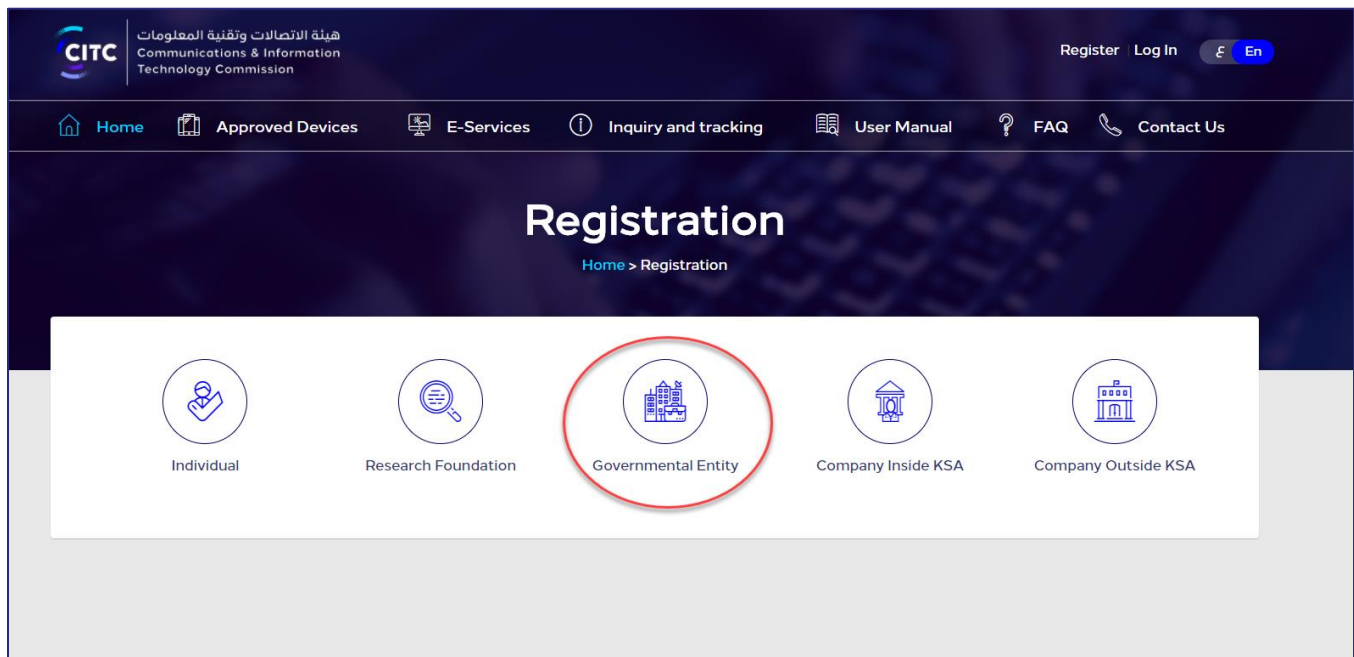 CITC
هيئة الاتصالات وتقنية المعلومات
Communications & Information
Technology Commission
Register | Log In ع En
Home Approved Devices E-Services Inquiry and tracking User Manual FAQ Contact Us
Registration
Home > Registration
Individual Research Foundation Governmental Entity Company Inside KSA Company Outside KSA